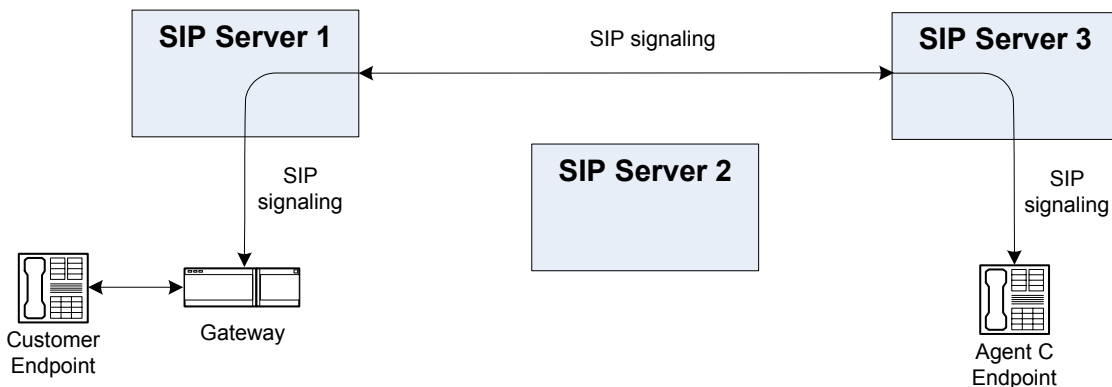 SIP Server 1
SIP signaling
SIP Server 3
SIP Server 2
SIP
signaling
SIP
signaling
Customer
Endpoint
Gateway
Agent C
Endpoint